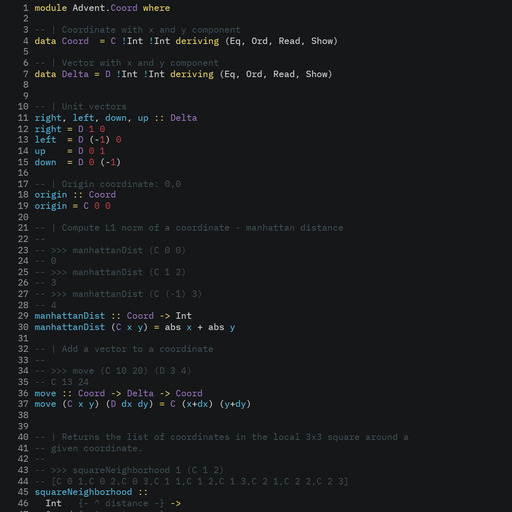 1 module Advent.Coord where
2
3 -- | Coordinate with x and y component
4 data Coord  = C !Int !Int deriving (Eq, Ord, Read, Show)
5
6 -- | Vector with x and y component
7 data Delta = D !Int !Int deriving (Eq, Ord, Read, Show)
8
9
10 -- | Unit vectors
11 right, left, down, up :: Delta
12 right = D 1 0
13 left  = D (-1) 0
14 up    = D 0 1
15 down  = D 0 (-1)
16
17 -- | Origin coordinate: 0,0
18 origin :: Coord
19 origin = C 0 0
20
21 -- | Compute L1 norm of a coordinate - manhattan distance
22 --
23 -- >>> manhattanDist (C 0 0)
24 -- 0
25 -- >>> manhattanDist (C 1 2)
26 -- 3
27 -- >>> manhattanDist (C (-1) 3)
28 -- 4
29 manhattanDist :: Coord -> Int
30 manhattanDist (C x y) = abs x + abs y
31
32 -- | Add a vector to a coordinate
33 --
34 -- >>> move (C 10 20) (D 3 4)
35 -- C 13 24
36 move :: Coord -> Delta -> Coord
37 move (C x y) (D dx dy) = C (x+dx) (y+dy)
38
39
40 -- | Returns the list of coordinates in the local 3x3 square around a
41 -- given coordinate.
42 --
43 -- >>> squareNeighborhood 1 (C 1 2)
44 -- [C 0 1,C 0 2,C 0 3,C 1 1,C 1 2,C 1 3,C 2 1,C 2 2,C 2 3]
45 squareNeighborhood ::
46   Int   {- ^ distance -} ->